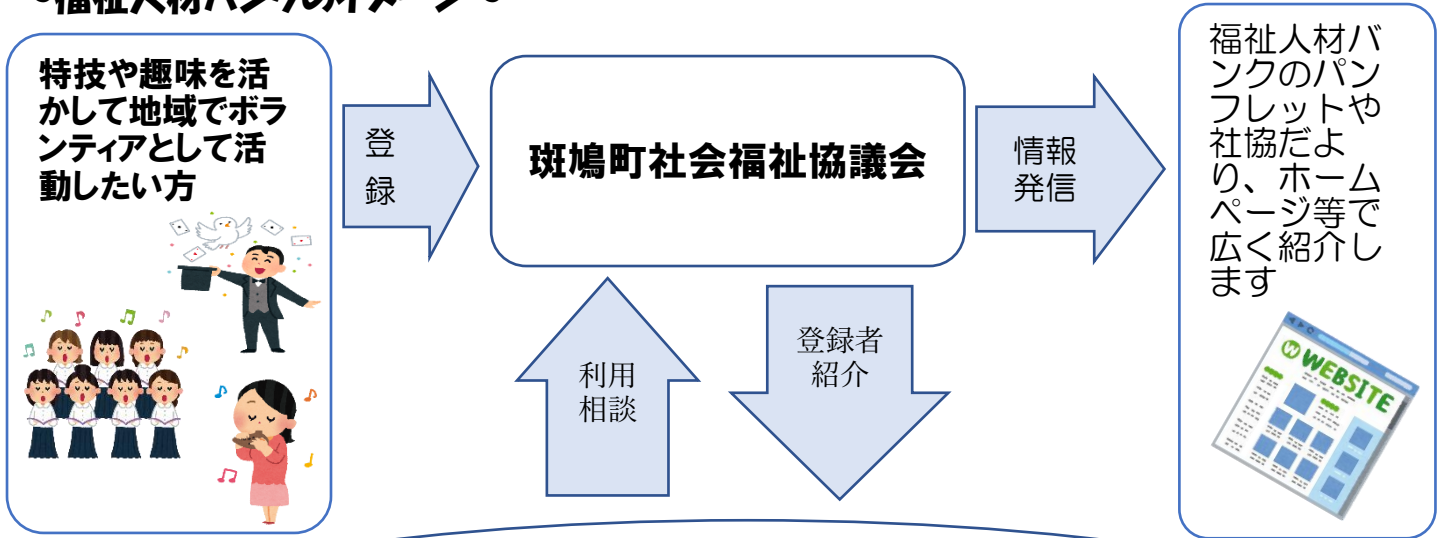 特技や趣味を活
かして地域でボラ
ンティアとして活
動したい方
登
録
斑鳩町社会福祉協議会
情報
発信
福祉人材バ
ンクのパン
フレットや
社協だよ
り、ホーム
ページ等で
広く紹介し
ます
WEBSITE
利用
相談
登録者
紹介